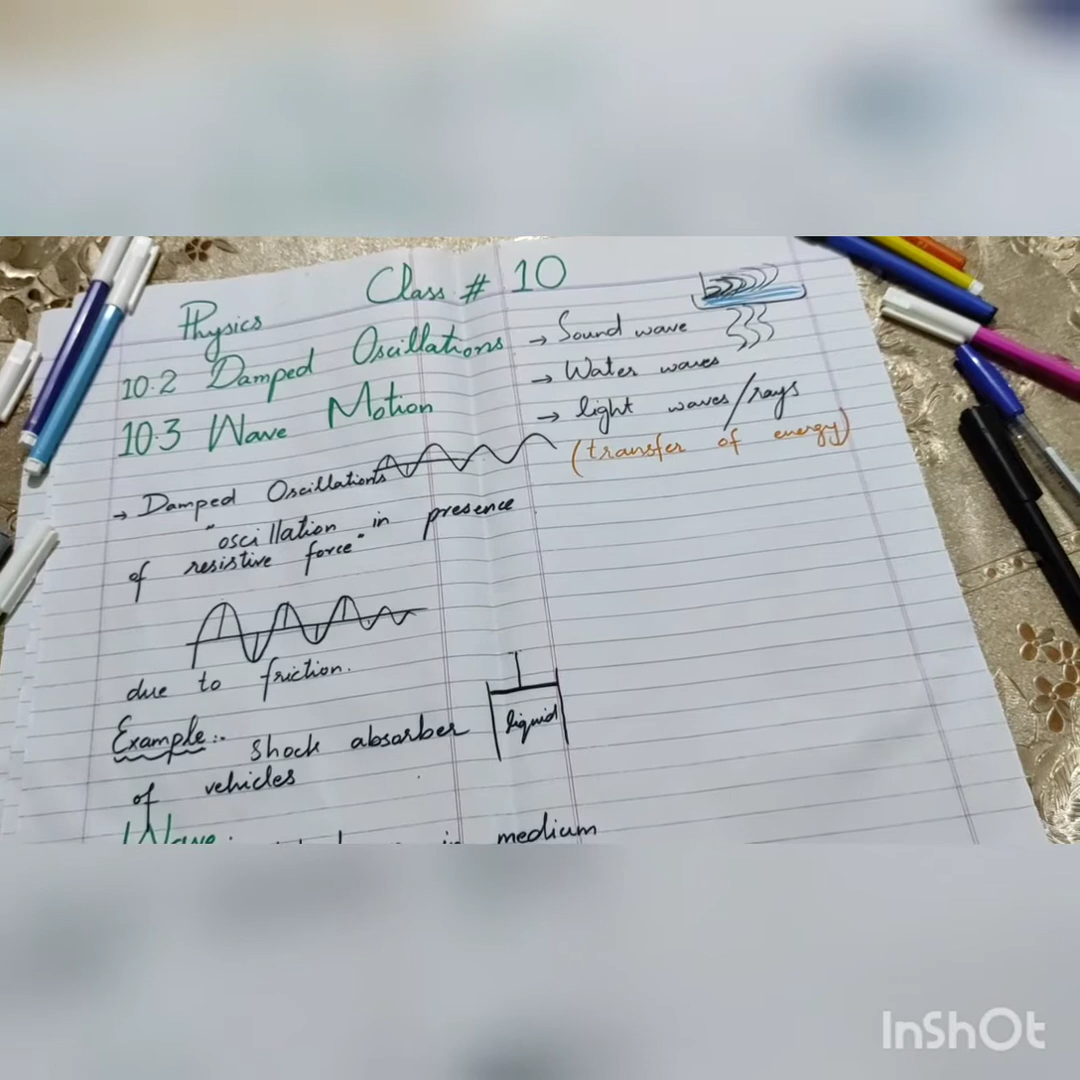 Class # 10
Physics
10.2 Damped Oscillations
10.3 Wave Motion
→ Sound wave
→ Water waves
→ light waves/rays
(transfer of energy)
→ Damped Oscillations
"oscillation in presence
of resistive force"
due to friction.
Example:-
Shock absorber
of vehicles
liquid
Wave: in medium
InShOt